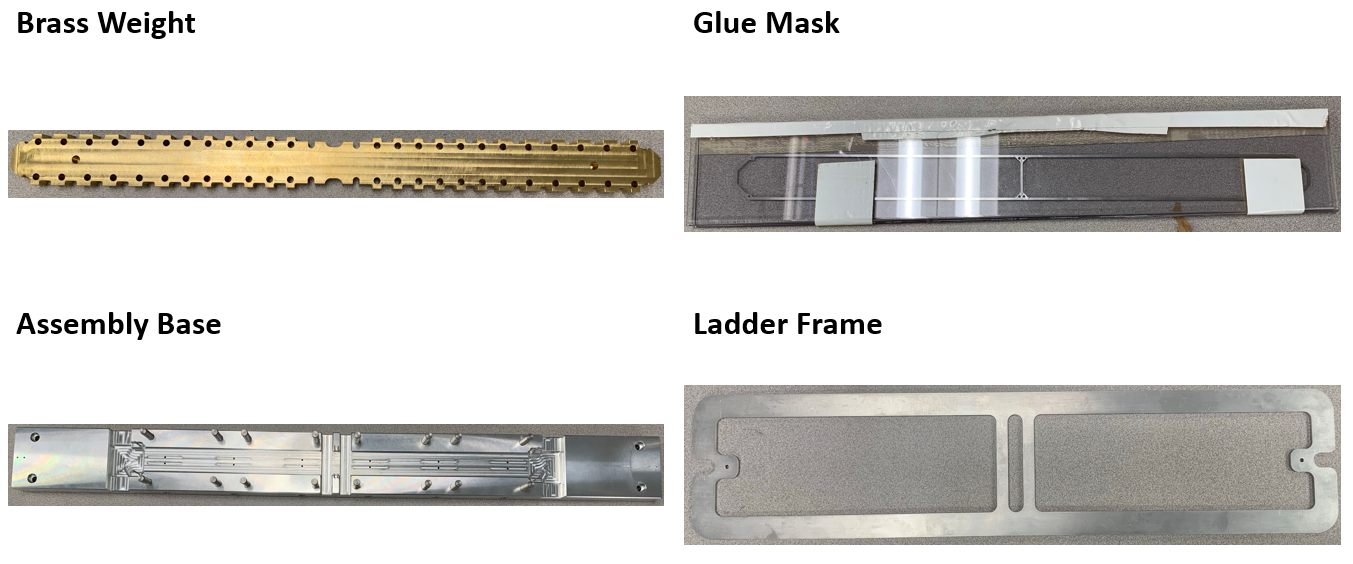 Brass Weight
Glue Mask
Assembly Base
Ladder Frame